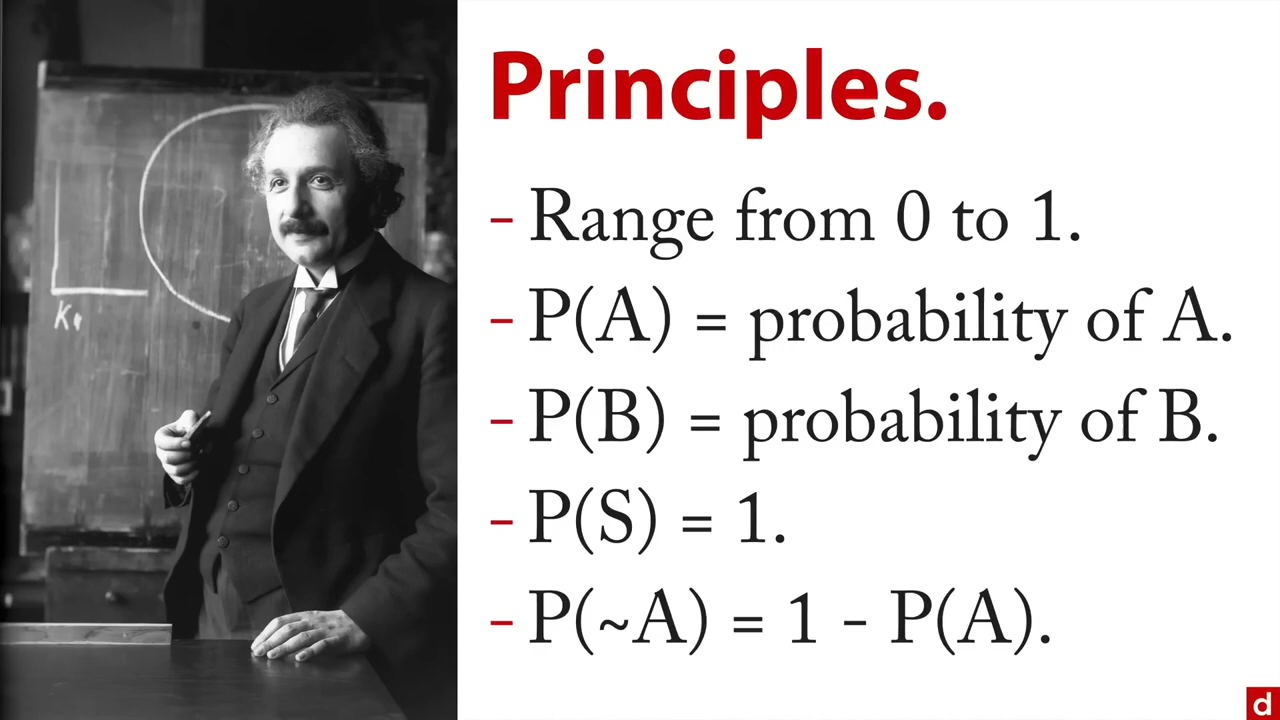 Principles.
- Range from 0 to 1.
- P(A) = probability of A.
- P(B) = probability of B.
- P(S) = 1.
- P(~A) = 1 - P(A).
d